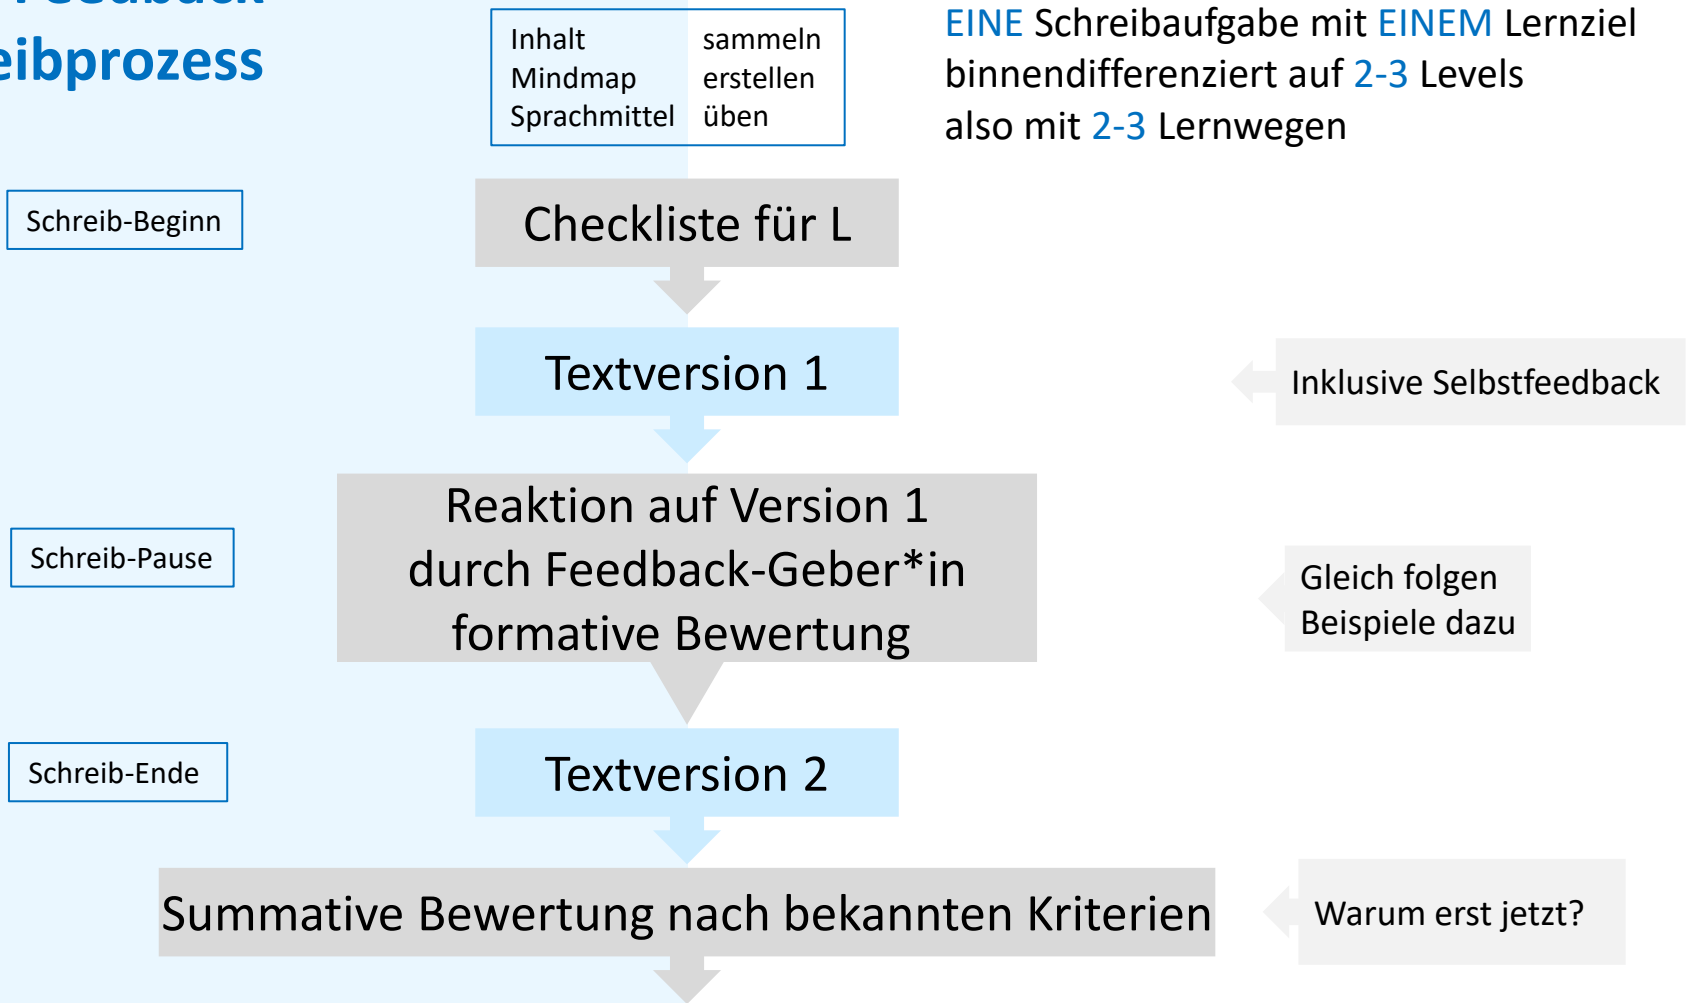 Feedback
eibprozess
Inhalt sammeln
Mindmap erstellen
Sprachmittel üben
EINE Schreibaufgabe mit EINEM Lernziel
binnendifferenziert auf 2-3 Levels
also mit 2-3 Lernwegen
Schreib-Beginn
Checkliste für L
Textversion 1
Inklusive Selbstfeedback
Reaktion auf Version 1
durch Feedback-Geber*in
formative Bewertung
Schreib-Pause
Gleich folgen
Beispiele dazu
Schreib-Ende
Textversion 2
Summative Bewertung nach bekannten Kriterien
Warum erst jetzt?